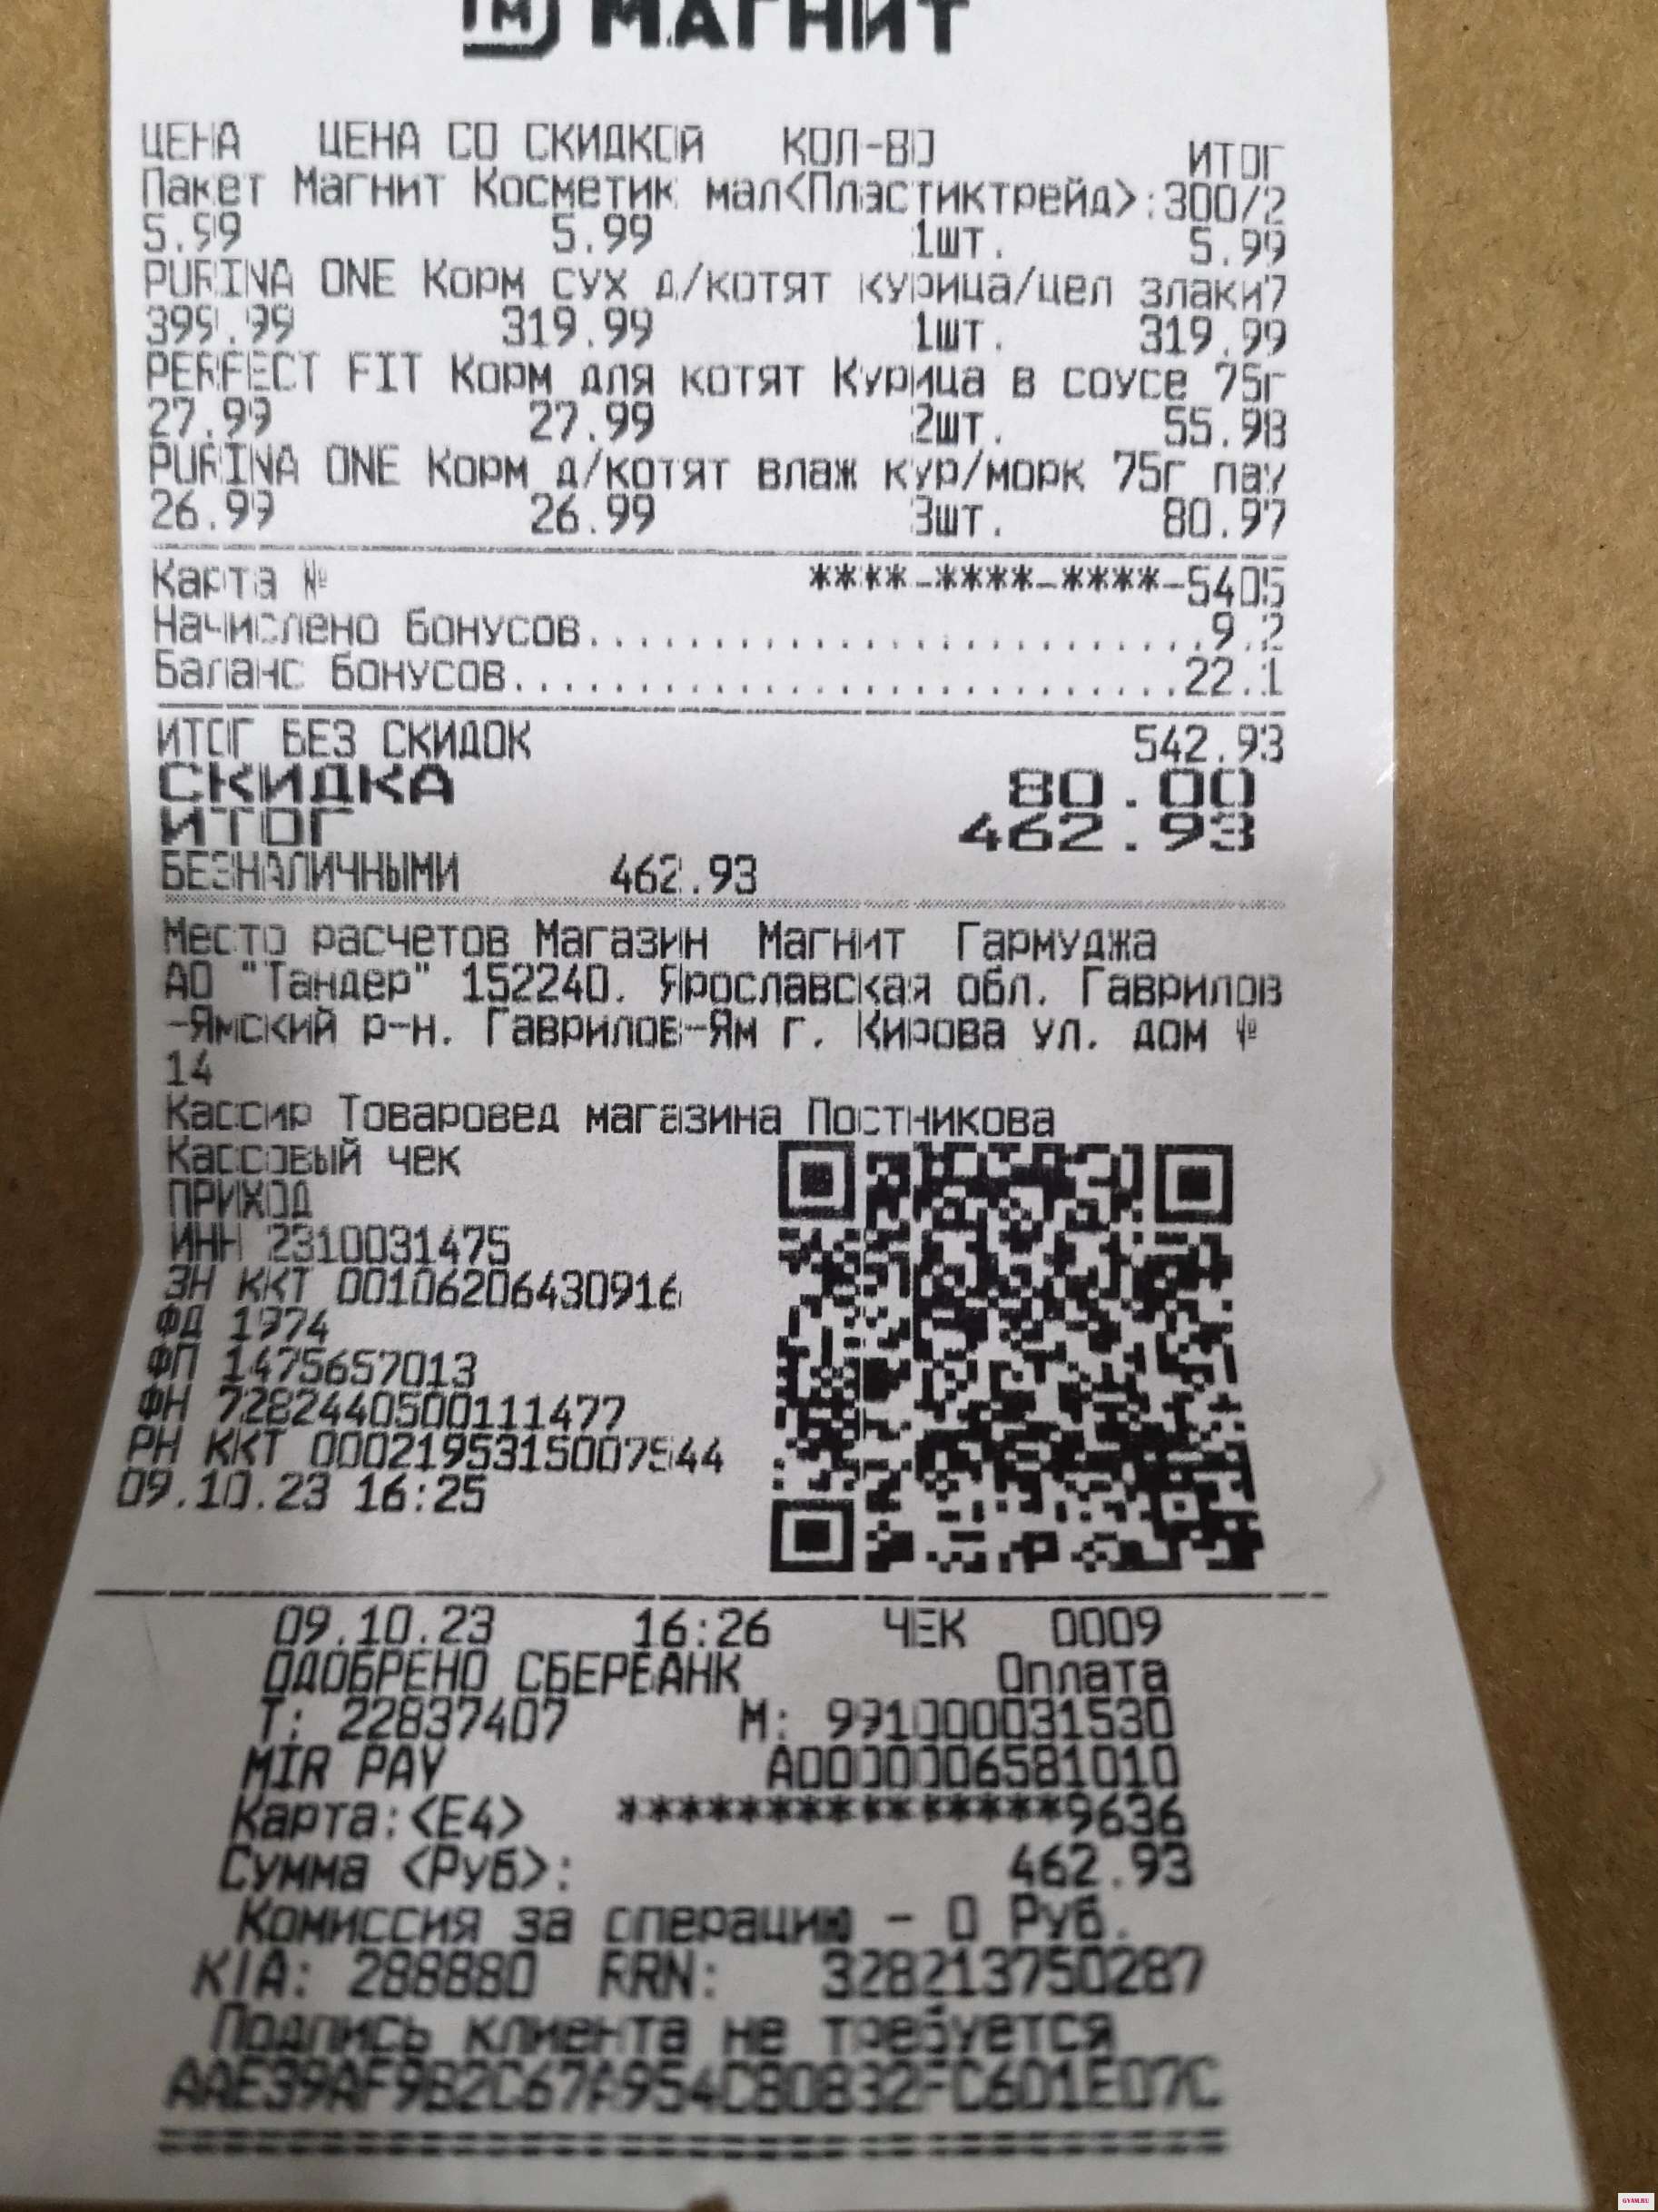 М МАГНИТ
ЦЕНА ЦЕНА СО СКИДКОЙ КОЛ-ВО ИТОГ
Пакет Магнит Косметик мал<Пластиктрейд>:300/2
5.99 5.99 1шт. 5.99
PURINA ONE Корм сух д/котят курица/цел злаки7
399.99 319.99 1шт. 319.99
PERFECT FIT Корм для котят Курица в соусе 75г
27.99 27.99 2шт. 55.98
PURINA ONE Корм д/котят влаж кур/морк 75г пау
26.99 26.99 3шт. 80.97
Карта № ****-****-****-5405
Начислено бонусов.........................9.2
Баланс бонусов...........................22.1
ИТОГ БЕЗ СКИДОК 542.93
СКИДКА 80.00
ИТОГ 462.93
БЕЗНАЛИЧНЫМИ 462.93
Место расчетов Магазин Магнит Гармуджа
АО "Тандер" 152240. Ярославская обл. Гаврилов
-Ямский р-н. Гаврилов-Ям г. Кирова ул. дом №
14
Кассир Товаровед магазина Постникова
Кассовый чек
ПРИХОД
ИНН 2310031475
ЗН ККТ 00106206430916
ФД 1974
ФП 1475657013
ФН 7282440500111477
РН ККТ 0002195315007544
09.10.23 16:25
09.10.23 16:26 ЧЕК 0009
ОДОБРЕНО СБЕРБАНК Оплата
Т: 22837407 М: 991000031530
MIR PAY A0000006581010
Карта:<E4> ****************9636
Сумма <Руб>: 462.93
Комиссия за операцию - 0 Руб.
К/А: 288880 RRN: 328213750287
Подпись клиента не требуется
AAE39AF9B2C67A954C80832FC6D1E07C
GYAM.RU